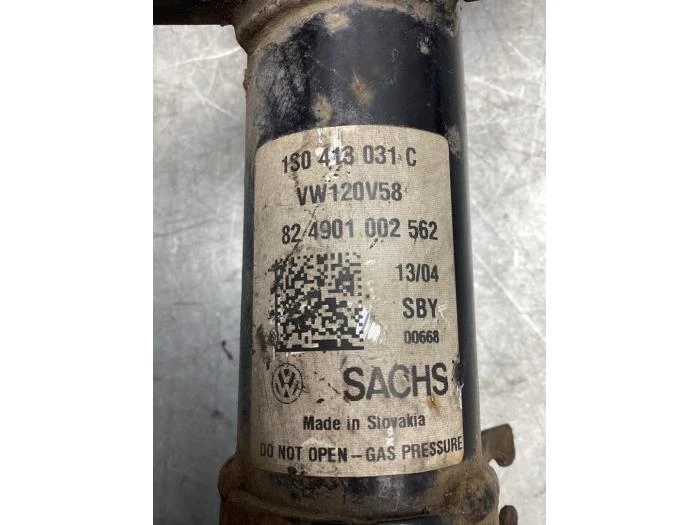 1S0 413 031 C
VW120V58
82 4901 002 562
13/04
SBY
00668
SACHS
Made in Slovakia
DO NOT OPEN - GAS PRESSURE